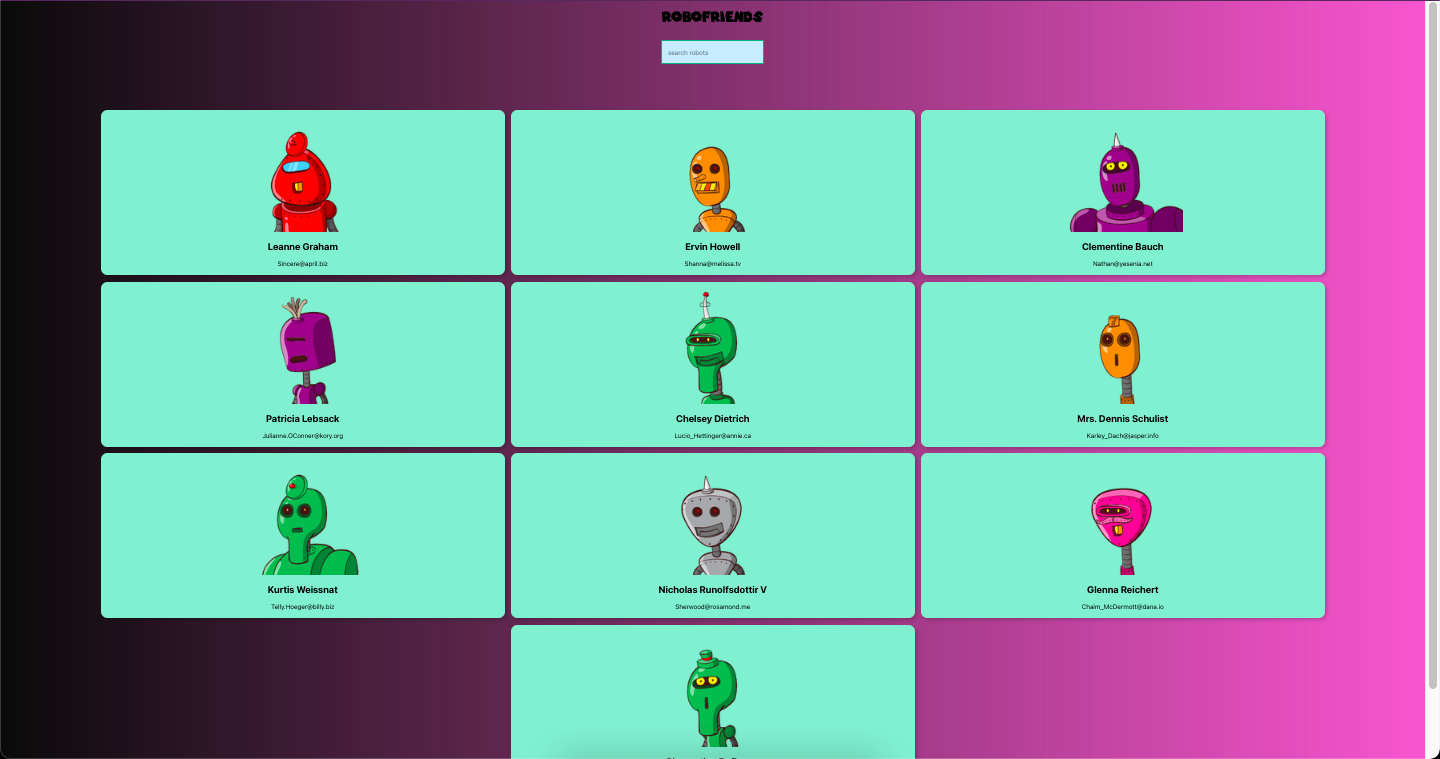 ROBOFRIENDS
search robots
Leanne Graham
Sincere@april.biz
Ervin Howell
Shanna@melissa.tv
Clementine Bauch
Nathan@yesenia.net
Patricia Lebsack
Julianne.OConner@kory.org
Chelsey Dietrich
Lucio_Hettinger@annie.ca
Mrs. Dennis Schulist
Karley_Dach@jasper.info
Kurtis Weissnat
Telly.Hoeger@billy.biz
Nicholas Runolfsdottir V
Sherwood@rosamond.me
Glenna Reichert
Chaim_McDermott@dana.io